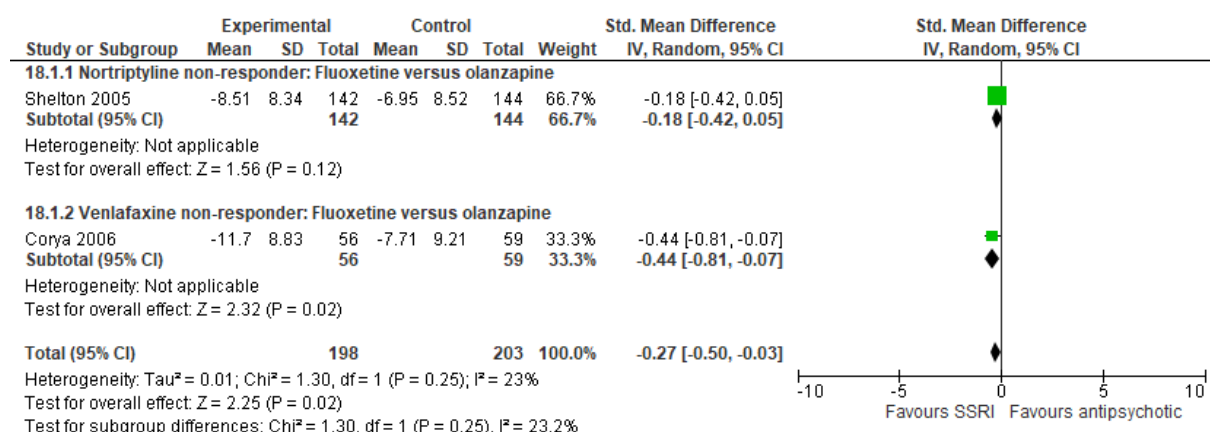 Experimental Control Std. Mean Difference Std. Mean Difference
Study or Subgroup Mean SD Total Mean SD Total Weight IV, Random, 95% CI IV, Random, 95% CI
18.1.1 Nortriptyline non-responder: Fluoxetine versus olanzapine
Shelton 2005 -8.51 8.34 142 -6.95 8.52 144 66.7% -0.18 [-0.42, 0.05]
Subtotal (95% CI) 142 144 66.7% -0.18 [-0.42, 0.05]
Heterogeneity: Not applicable
Test for overall effect: Z = 1.56 (P = 0.12)
18.1.2 Venlafaxine non-responder: Fluoxetine versus olanzapine
Corya 2006 -11.7 8.83 56 -7.71 9.21 59 33.3% -0.44 [-0.81, -0.07]
Subtotal (95% CI) 56 59 33.3% -0.44 [-0.81, -0.07]
Heterogeneity: Not applicable
Test for overall effect: Z = 2.32 (P = 0.02)
Total (95% CI) 198 203 100.0% -0.27 [-0.50, -0.03]
Heterogeneity: Tau² = 0.01; Chi² = 1.30, df = 1 (P = 0.25); I² = 23%
Test for overall effect: Z = 2.25 (P = 0.02)
Test for subgroup differences: Chi² = 1.30, df = 1 (P = 0.25), I² = 23.2%
-10 -5 0 5 10
Favours SSRI Favours antipsychotic